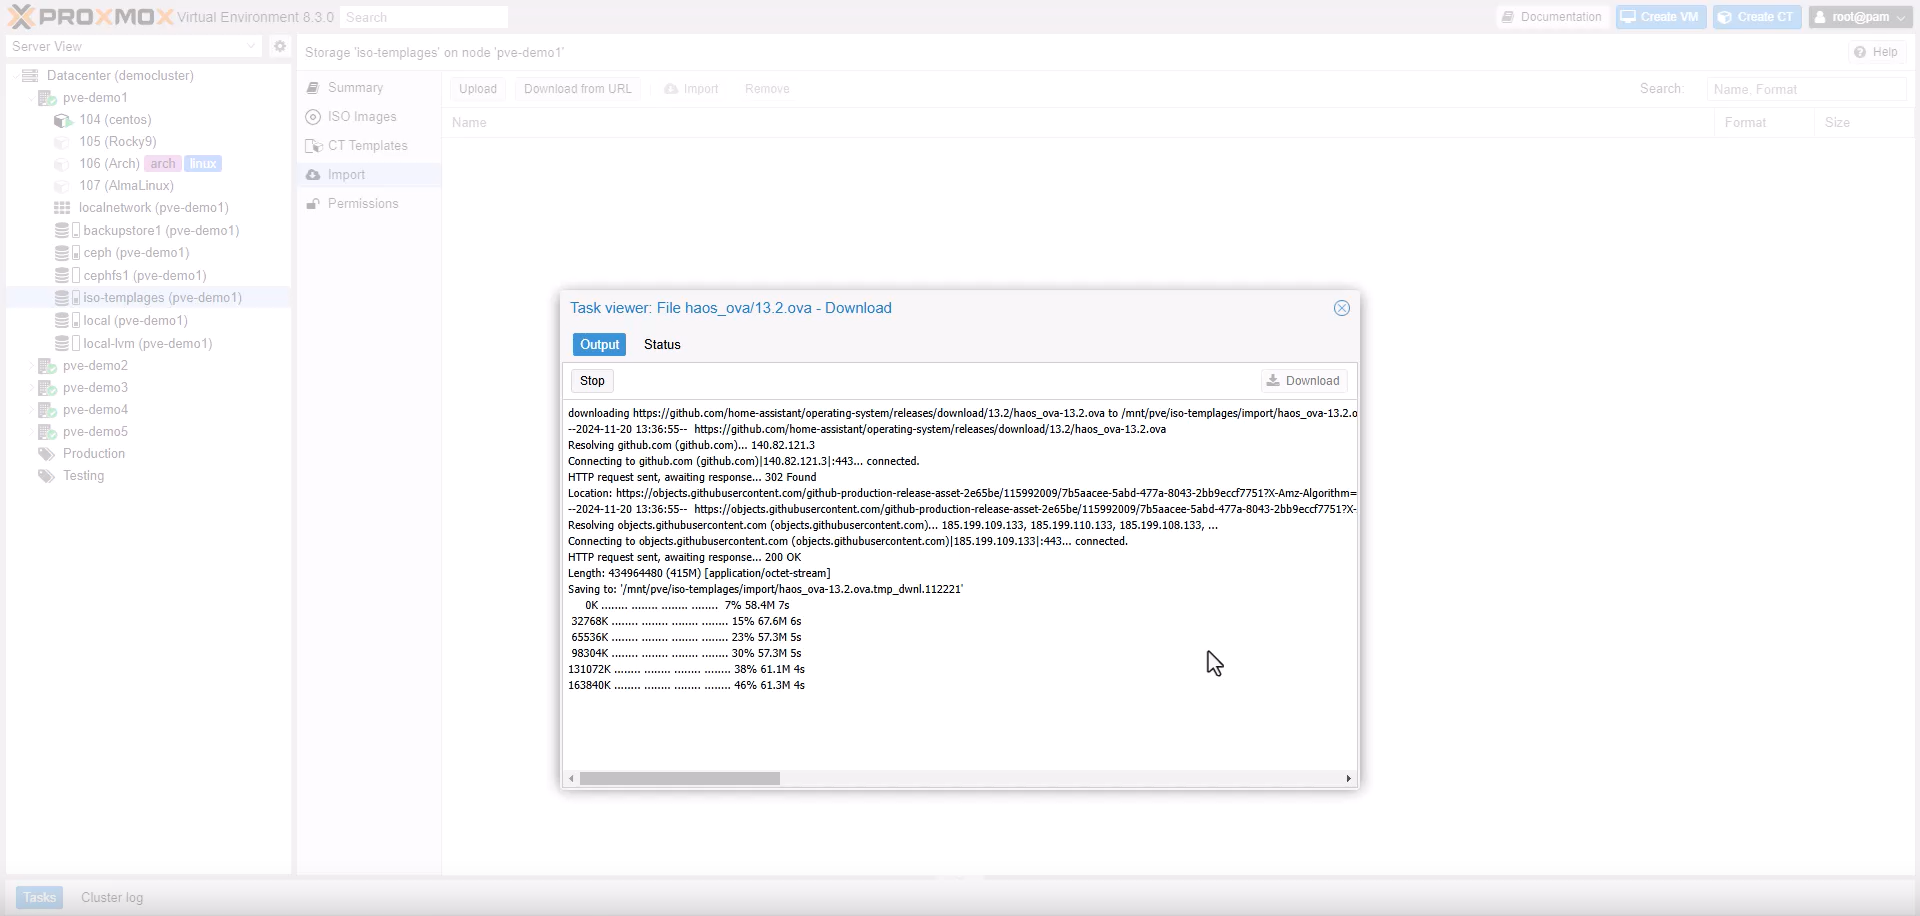 PROXMOX Virtual Environment 8.3.0 Search Documentation Create VM Create CT root@pam
Server View
Storage 'iso-templages' on node 'pve-demo1' Help
Datacenter (democluster)
pve-demo1
104 (centos)
105 (Rocky9)
106 (Arch) arch linux
107 (AlmaLinux)
localnetwork (pve-demo1)
backupstore1 (pve-demo1)
ceph (pve-demo1)
cephfs1 (pve-demo1)
iso-templages (pve-demo1)
local (pve-demo1)
local-lvm (pve-demo1)
pve-demo2
pve-demo3
pve-demo4
pve-demo5
Production
Testing
Summary
ISO Images
CT Templates
Import
Permissions
Upload Download from URL Import Remove Search: Name, Format
Name Format Size
Task viewer: File haos_ova/13.2.ova - Download
Output Status
Stop Download
downloading https://github.com/home-assistant/operating-system/releases/download/13.2/haos_ova-13.2.ova to /mnt/pve/iso-templages/import/haos_ova-13.2.o
--2024-11-20 13:36:55-- https://github.com/home-assistant/operating-system/releases/download/13.2/haos_ova-13.2.ova
Resolving github.com (github.com)... 140.82.121.3
Connecting to github.com (github.com)|140.82.121.3|:443... connected.
HTTP request sent, awaiting response... 302 Found
Location: https://objects.githubusercontent.com/github-production-release-asset-2e65be/115992009/7b5aacee-5abd-477a-8043-2bb9eccf7751?X-Amz-Algorithm=
--2024-11-20 13:36:55-- https://objects.githubusercontent.com/github-production-release-asset-2e65be/115992009/7b5aacee-5abd-477a-8043-2bb9eccf7751?X-
Resolving objects.githubusercontent.com (objects.githubusercontent.com)... 185.199.109.133, 185.199.110.133, 185.199.108.133, ...
Connecting to objects.githubusercontent.com (objects.githubusercontent.com)|185.199.109.133|:443... connected.
HTTP request sent, awaiting response... 200 OK
Length: 434964480 (415M) [application/octet-stream]
Saving to: '/mnt/pve/iso-templages/import/haos_ova-13.2.ova.tmp_dwnl.112221'
0K ........ ........ ........ ........ 7% 58.4M 7s
32768K ........ ........ ........ ........ 15% 67.6M 6s
65536K ........ ........ ........ ........ 23% 57.3M 5s
98304K ........ ........ ........ ........ 30% 57.3M 5s
131072K ........ ........ ........ ........ 38% 61.1M 4s
163840K ........ ........ ........ ........ 46% 61.3M 4s
Tasks Cluster log